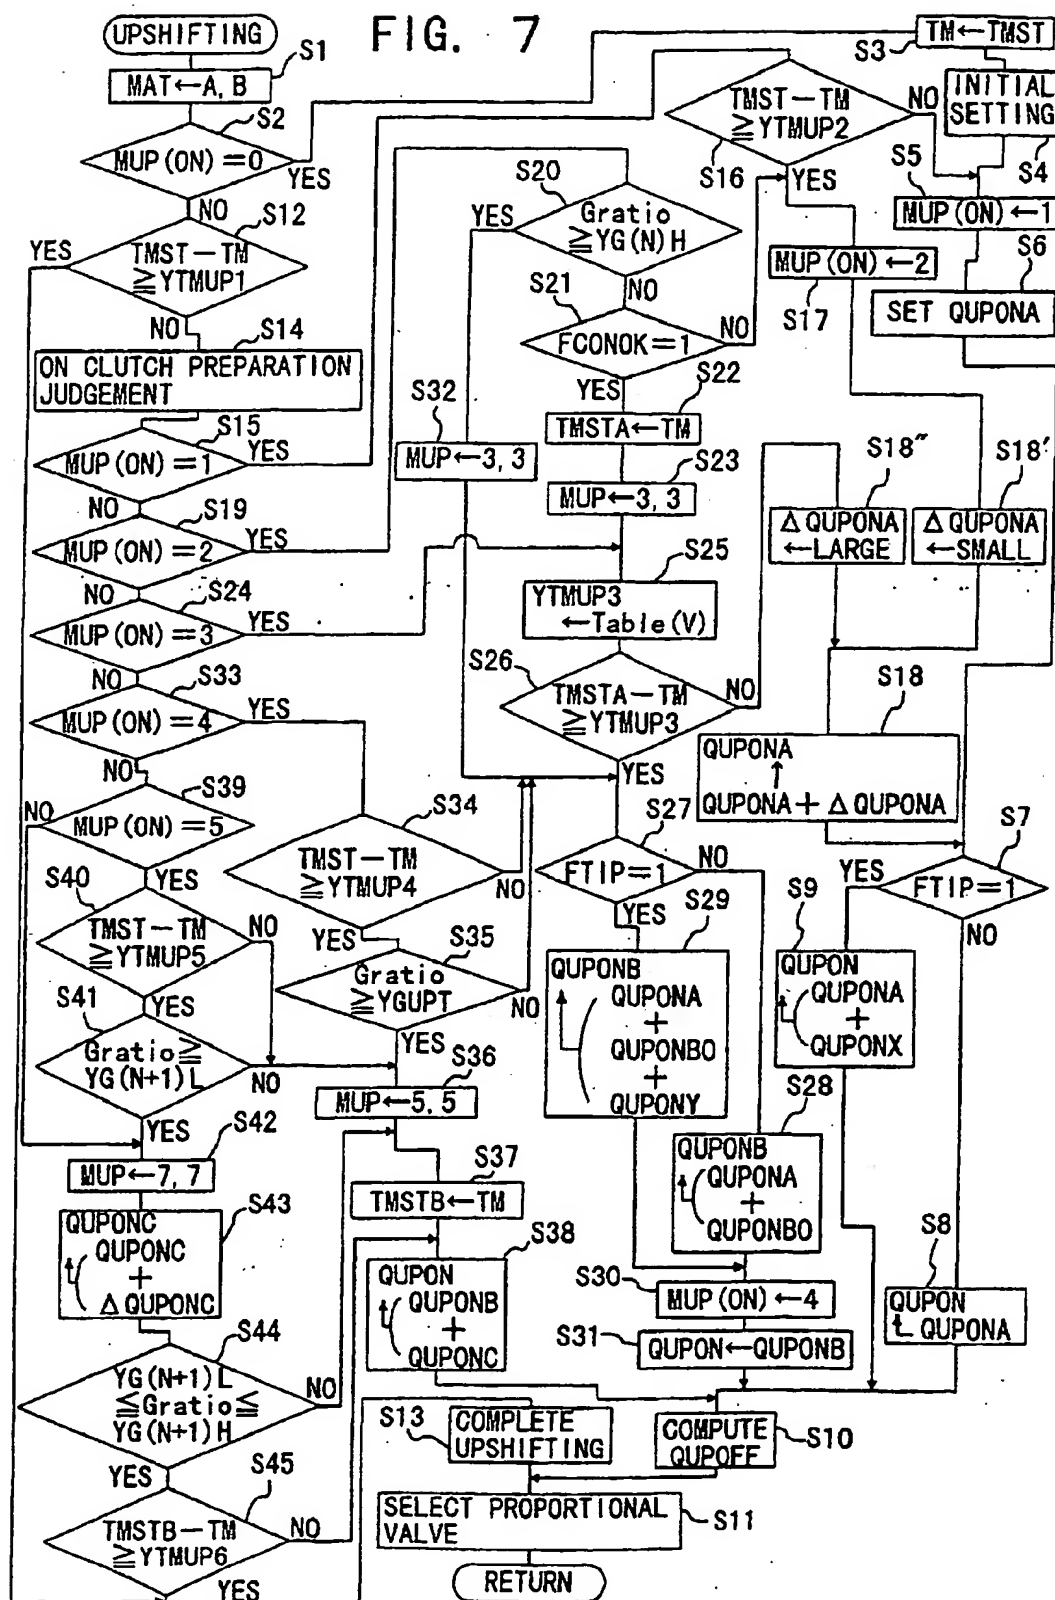 FIG. 7
UPSHIFTING
S1
MAT←A, B
S2
MUP(ON)=0
YES
NO
S12
YES
TMST−TM
≧YTMUP1
NO
S14
ON CLUTCH PREPARATION
JUDGEMENT
S15
MUP(ON)=1
YES
NO
S19
MUP(ON)=2
YES
NO
S24
MUP(ON)=3
YES
NO
S33
MUP(ON)=4
YES
NO
S39
NO
MUP(ON)=5
YES
S40
TMST−TM
≧YTMUP5
NO
YES
S41
Gratio≧
YG(N+1)L
NO
YES
S42
MUP←7, 7
S43
QUPONC
QUPONC
+
ΔQUPONC
S44
YG(N+1)L
≦Gratio≦
YG(N+1)H
NO
YES
S45
TMSTB−TM
≧YTMUP6
NO
YES
S34
TMST−TM
≧YTMUP4
NO
YES
S35
Gratio
≧YGUPT
NO
YES
S36
MUP←5, 5
S37
TMSTB←TM
S38
QUPON
QUPONB
+
QUPONC
S13
COMPLETE
UPSHIFTING
S20
YES
Gratio
≧YG(N)H
NO
S21
FCONOK=1
NO
YES
S22
TMSTA←TM
S32
MUP←3, 3
S23
MUP←3, 3
S25
YTMUP3
←Table(V)
S26
TMSTA−TM
≧YTMUP3
NO
YES
S27
FTIP=1
NO
YES
S29
QUPONB
QUPONA
+
QUPONBO
+
QUPONY
S28
QUPONB
QUPONA
+
QUPONBO
S30
MUP(ON)←4
S31
QUPON←QUPONB
S10
COMPUTE
QUPOFF
S11
SELECT PROPORTIONAL
VALVE
RETURN
S3
TM←TMST
INITIAL
SETTING
S4
TMST−TM
≧YTMUP2
NO
S16
YES
S5
MUP(ON)←1
S6
SET QUPONA
MUP(ON)←2
S17
S18″
ΔQUPONA
←LARGE
S18′
ΔQUPONA
←SMALL
S18
QUPONA
↑
QUPONA+ΔQUPONA
S7
YES
FTIP=1
NO
S9
QUPON
QUPONA
+
QUPONX
S8
QUPON
QUPONA